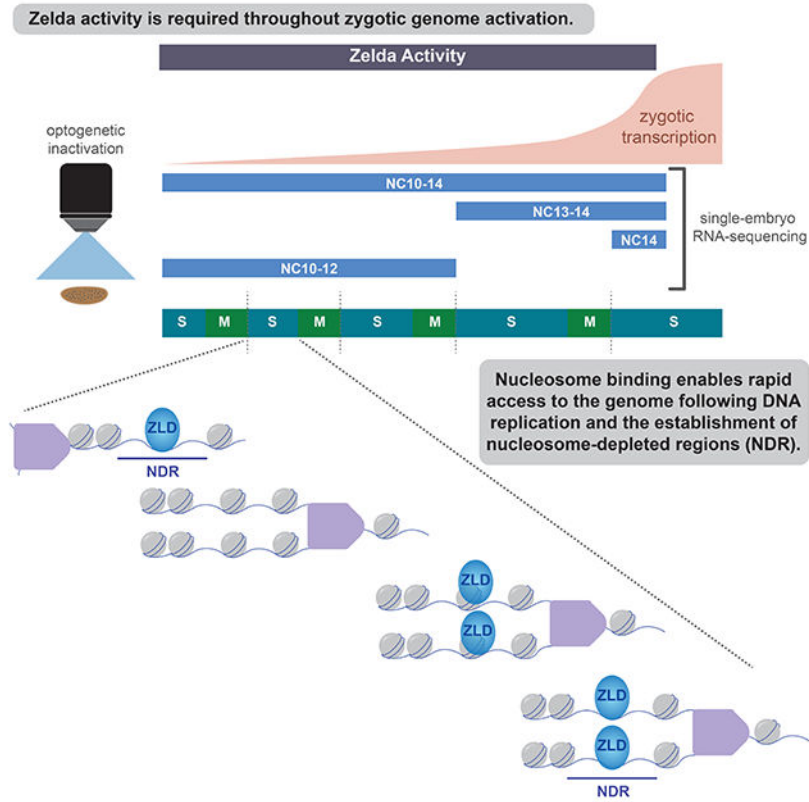 Zelda activity is required throughout zygotic genome activation.
Zelda Activity
optogenetic
inactivation
zygotic
transcription
NC10-14
NC13-14
NC14
NC10-12
single-embryo
RNA-sequencing
S M S M S M S M S
Nucleosome binding enables rapid
access to the genome following DNA
replication and the establishment of
nucleosome-depleted regions (NDR).
ZLD
NDR
ZLD
ZLD
ZLD
ZLD
NDR